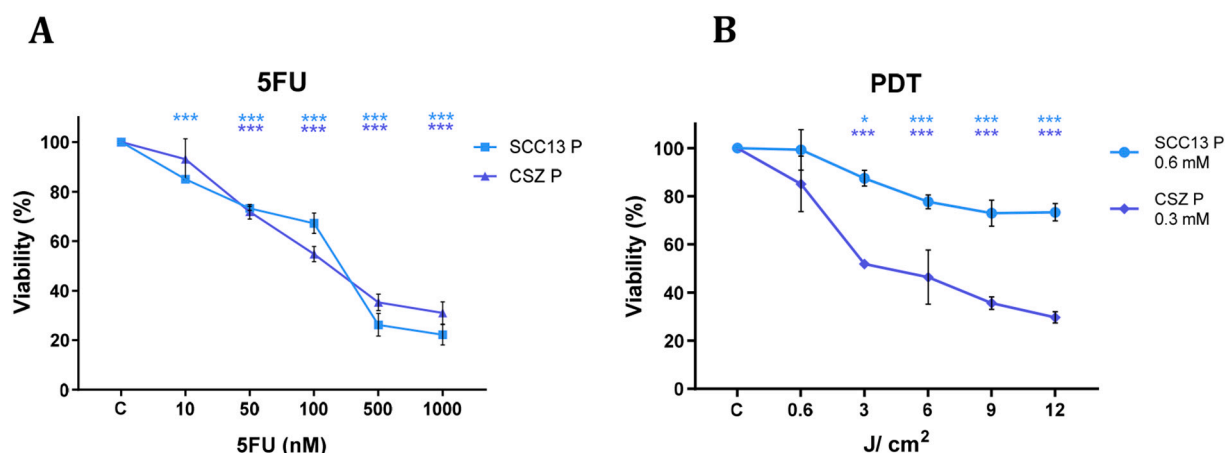 A
5FU
*** *** *** *** ***
*** *** *** ***
Viability (%)
100
80
60
40
20
0
C 10 50 100 500 1000
5FU (nM)
SCC13 P
CSZ P
B
PDT
* *** *** ***
*** *** *** ***
Viability (%)
100
80
60
40
20
0
C 0.6 3 6 9 12
J/ cm²
SCC13 P
0.6 mM
CSZ P
0.3 mM